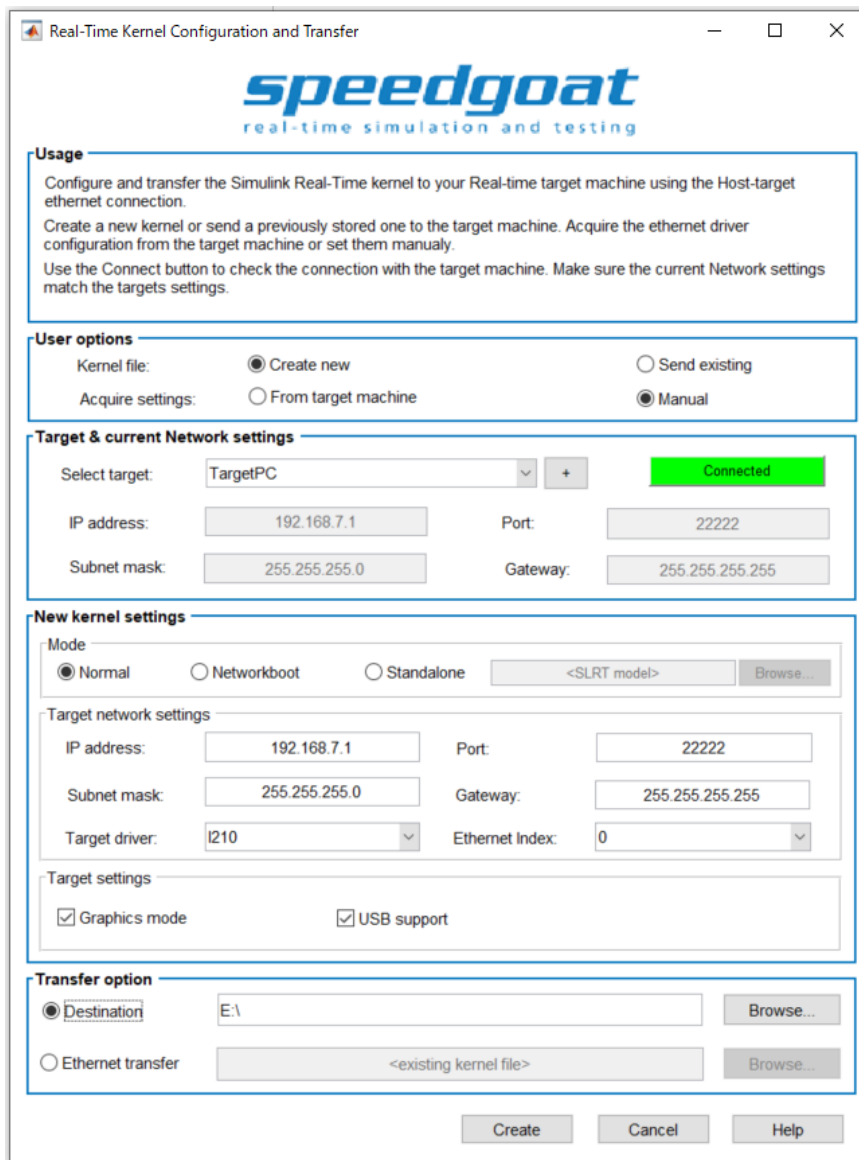 Real-Time Kernel Configuration and Transfer
speedgoat
real-time simulation and testing
Usage
Configure and transfer the Simulink Real-Time kernel to your Real-time target machine using the Host-target
ethernet connection.
Create a new kernel or send a previously stored one to the target machine. Acquire the ethernet driver
configuration from the target machine or set them manualy.
Use the Connect button to check the connection with the target machine. Make sure the current Network settings
match the targets settings.
User options
Kernel file: Create new Send existing
Acquire settings: From target machine Manual
Target & current Network settings
Select target: TargetPC + Connected
IP address: 192.168.7.1 Port: 22222
Subnet mask: 255.255.255.0 Gateway: 255.255.255.255
New kernel settings
Mode
Normal Networkboot Standalone <SLRT model> Browse...
Target network settings
IP address: 192.168.7.1 Port: 22222
Subnet mask: 255.255.255.0 Gateway: 255.255.255.255
Target driver: I210 Ethernet Index: 0
Target settings
Graphics mode USB support
Transfer option
Destination E:\ Browse...
Ethernet transfer <existing kernel file> Browse...
Create Cancel Help